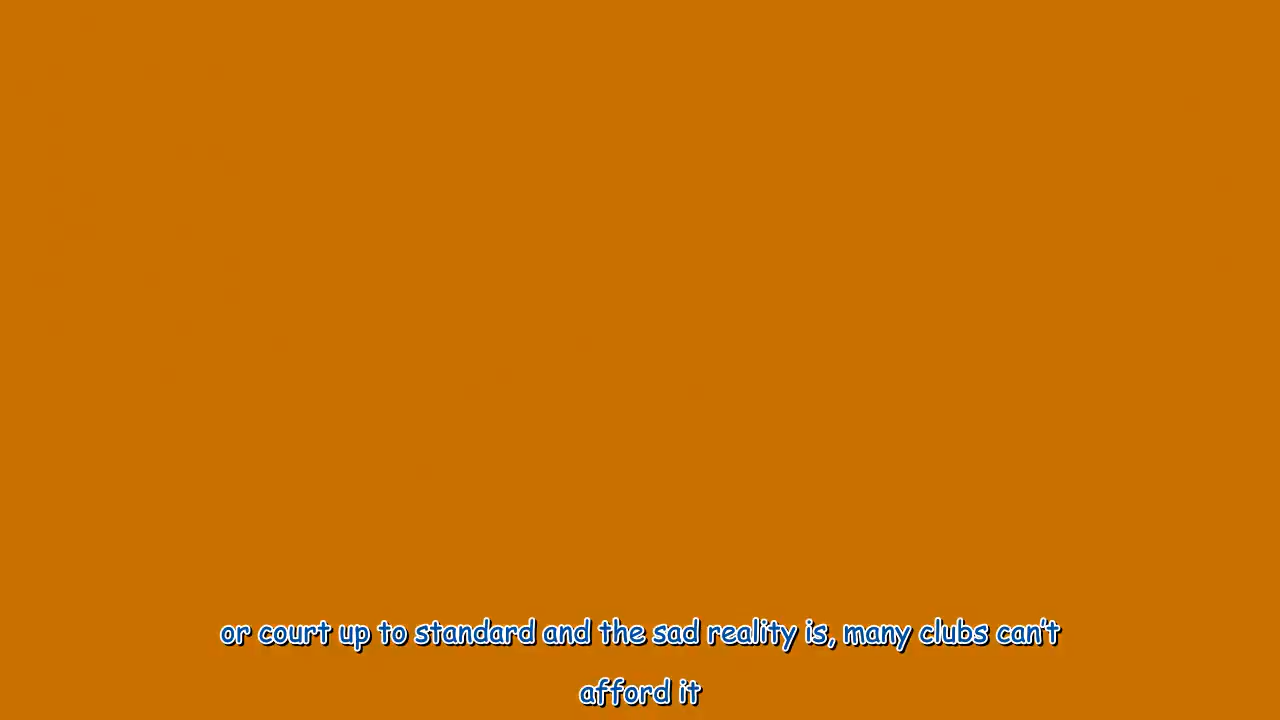 or court up to standard and the sad reality is, many clubs can't
afford it